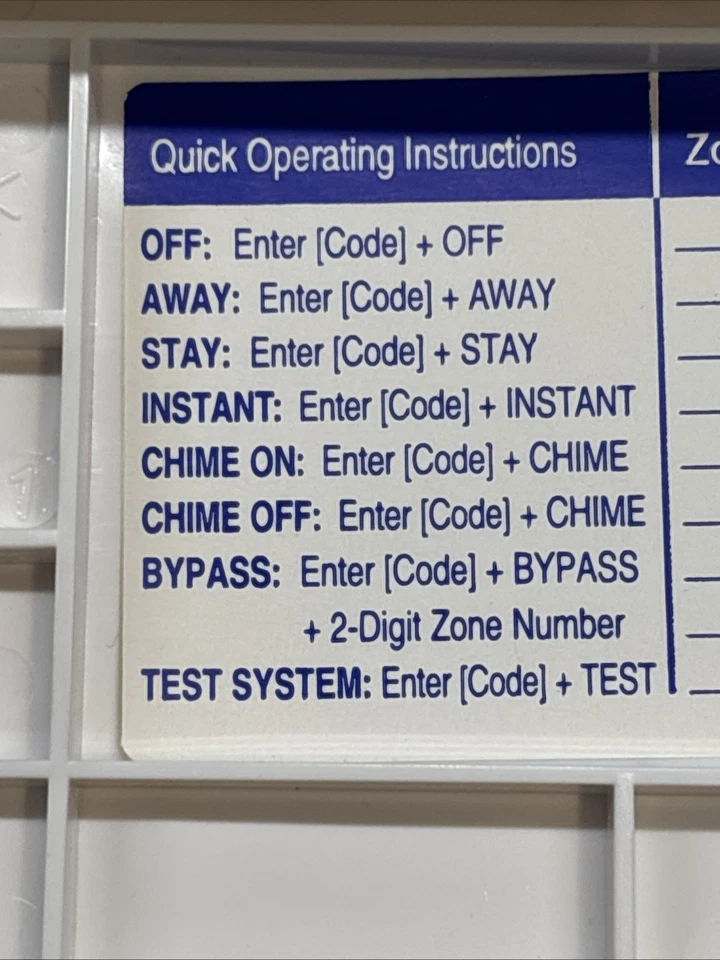 Quick Operating Instructions
OFF: Enter [Code] + OFF
AWAY: Enter [Code] + AWAY
STAY: Enter [Code] + STAY
INSTANT: Enter [Code] + INSTANT
CHIME ON: Enter [Code] + CHIME
CHIME OFF: Enter [Code] + CHIME
BYPASS: Enter [Code] + BYPASS
+ 2-Digit Zone Number
TEST SYSTEM: Enter [Code] + TEST